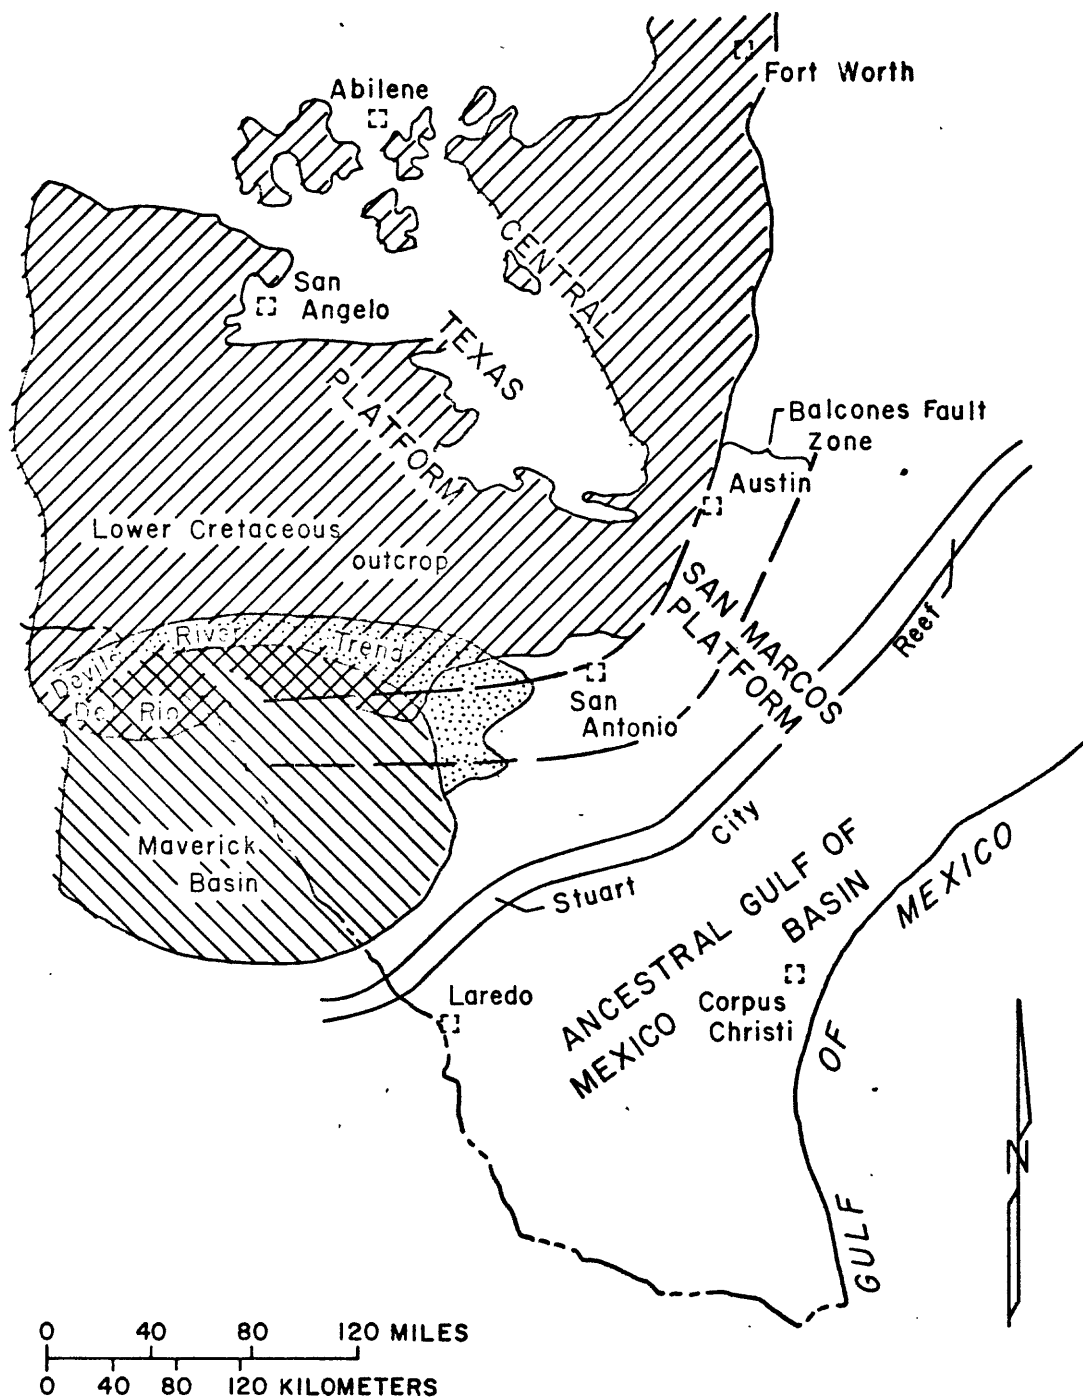 Fort Worth
Abilene
CENTRAL
San
Angelo
TEXAS
PLATFORM
Balcones Fault
Zone
Austin
Lower Cretaceous
outcrop
SAN MARCOS
PLATFORM
Reef
Devils River Trend
Del Rio
San
Antonio
Maverick
Basin
City
Stuart
ANCESTRAL GULF OF
MEXICO BASIN
GULF OF MEXICO
Laredo
Corpus
Christi
N
0 40 80 120 MILES
0 40 80 120 KILOMETERS